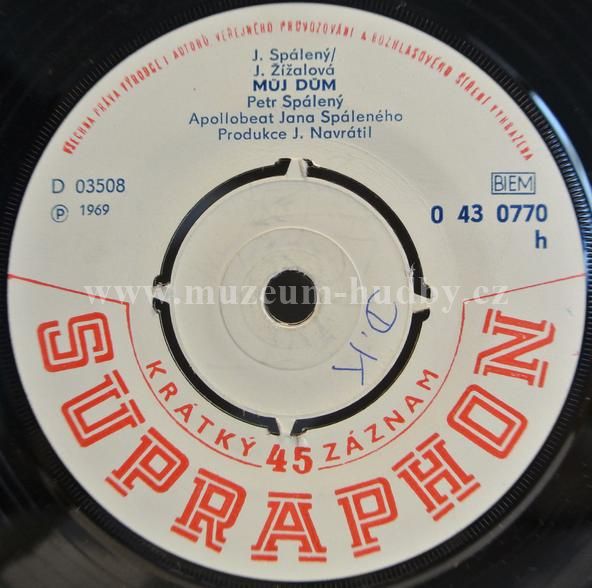 VŠECHNA PRÁVA VÝROBCE I AUTORŮ, VEŘEJNÉHO PROVOZOVÁNÍ A ROZHLASOVÉHO ŠÍŘENÍ VYHRAZENA
J. Spálený/
J. Žížalová
MŮJ DŮM
Petr Spálený
Apollobeat Jana Spáleného
Produkce J. Navrátil
D 03508
℗ 1969
BIEM
0 43 0770
h
www.muzeum-hudby.cz
D.K
KRÁTKÝ 45 ZÁZNAM
SUPRAPHON